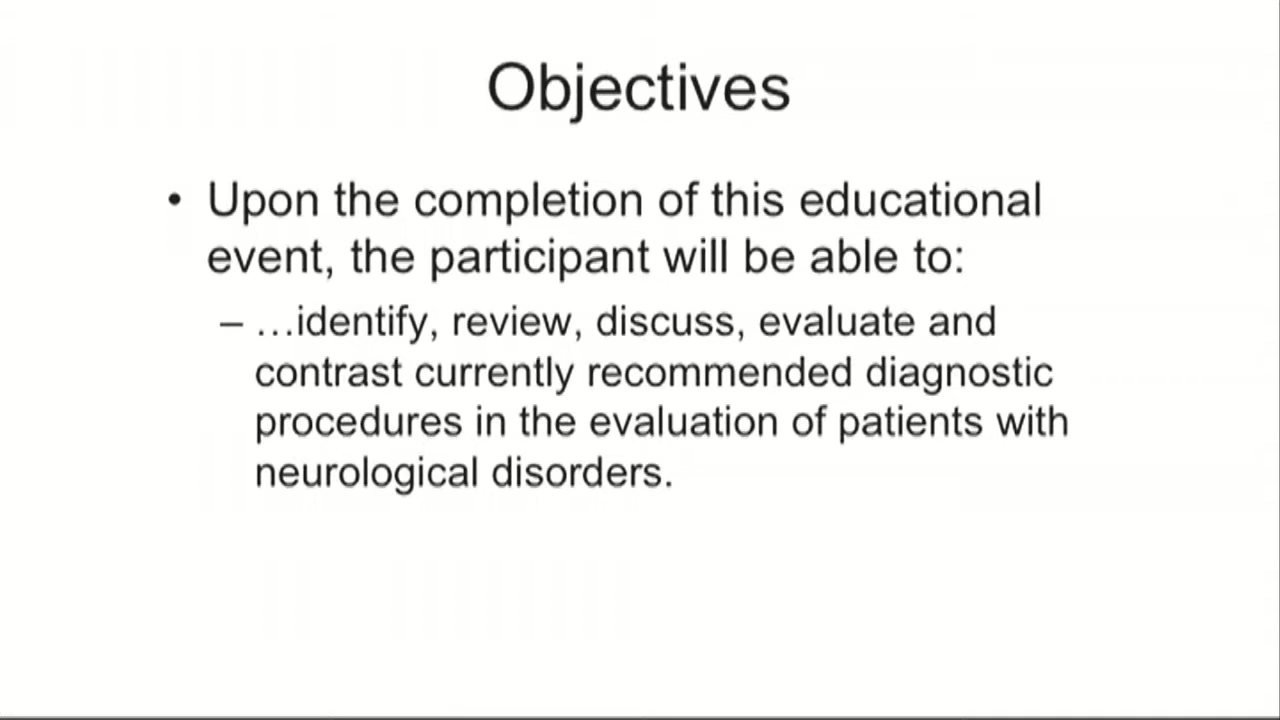 Objectives
• Upon the completion of this educational
event, the participant will be able to:
– …identify, review, discuss, evaluate and
contrast currently recommended diagnostic
procedures in the evaluation of patients with
neurological disorders.